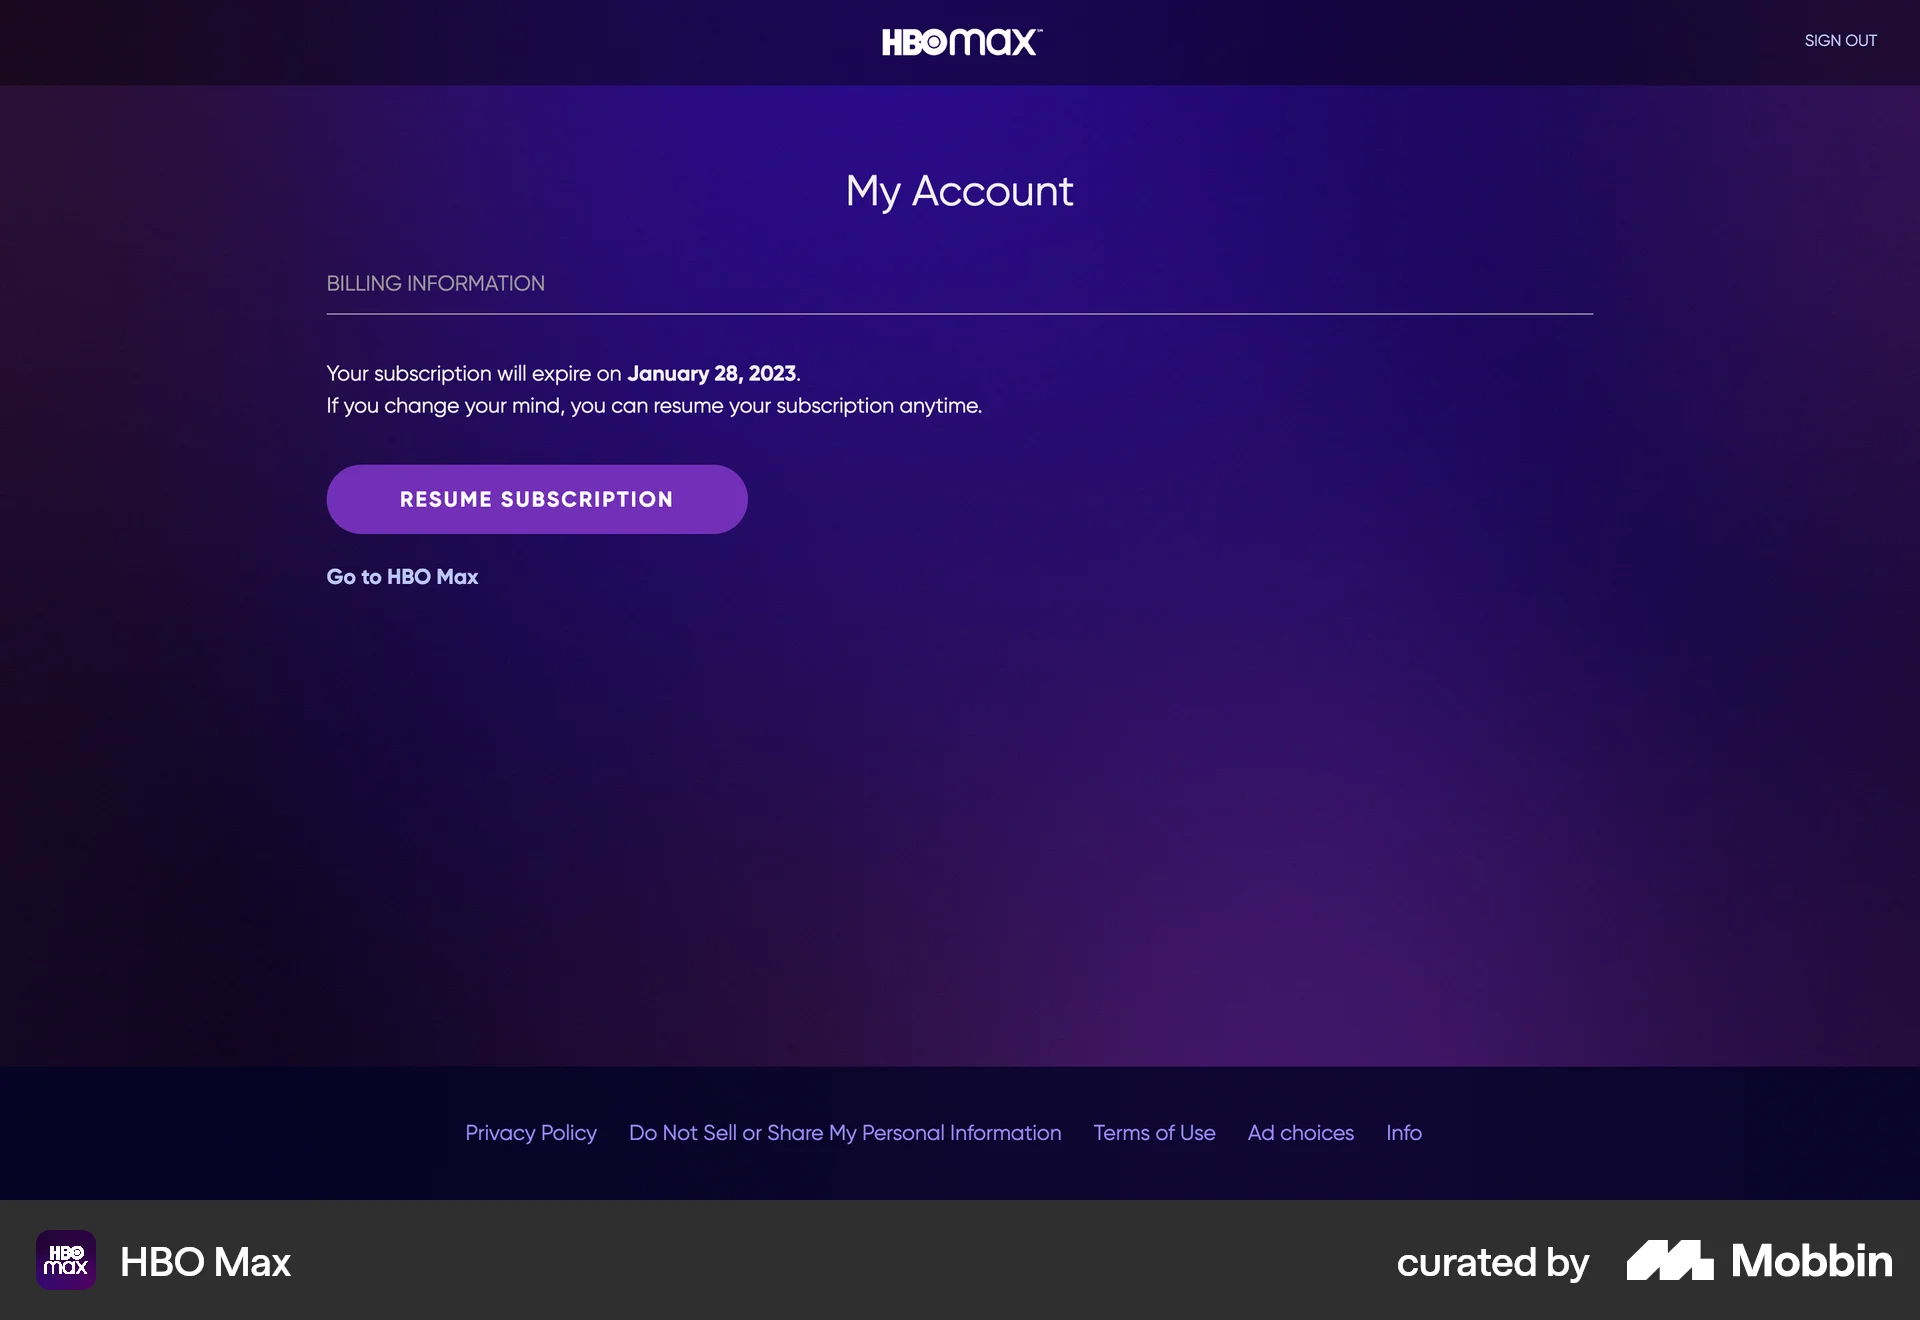 HBOmax™
SIGN OUT
My Account
BILLING INFORMATION
Your subscription will expire on January 28, 2023.
If you change your mind, you can resume your subscription anytime.
RESUME SUBSCRIPTION
Go to HBO Max
Privacy Policy Do Not Sell or Share My Personal Information Terms of Use Ad choices Info
HBO
max
HBO Max
curated by Mobbin